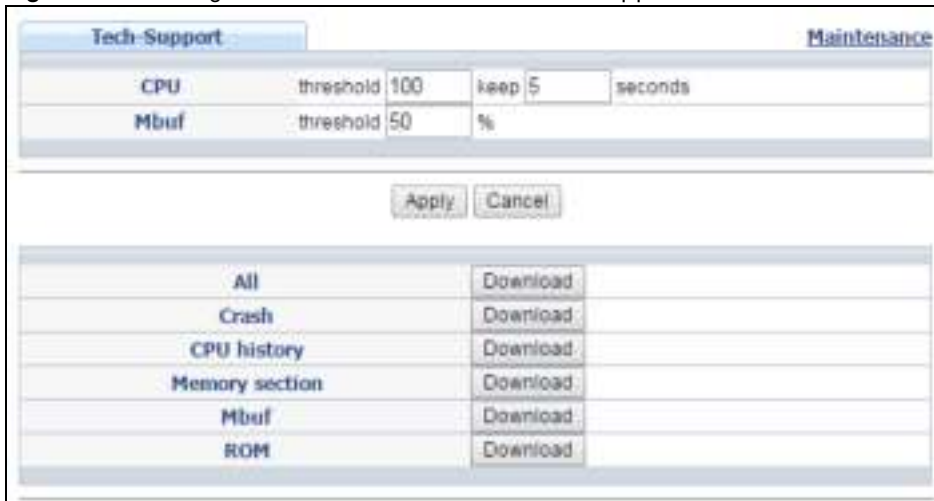 Tech-Support Maintenance
CPU threshold 100 keep 5 seconds
Mbuf threshold 50 %
Apply Cancel
All Download
Crash Download
CPU history Download
Memory section Download
Mbuf Download
ROM Download